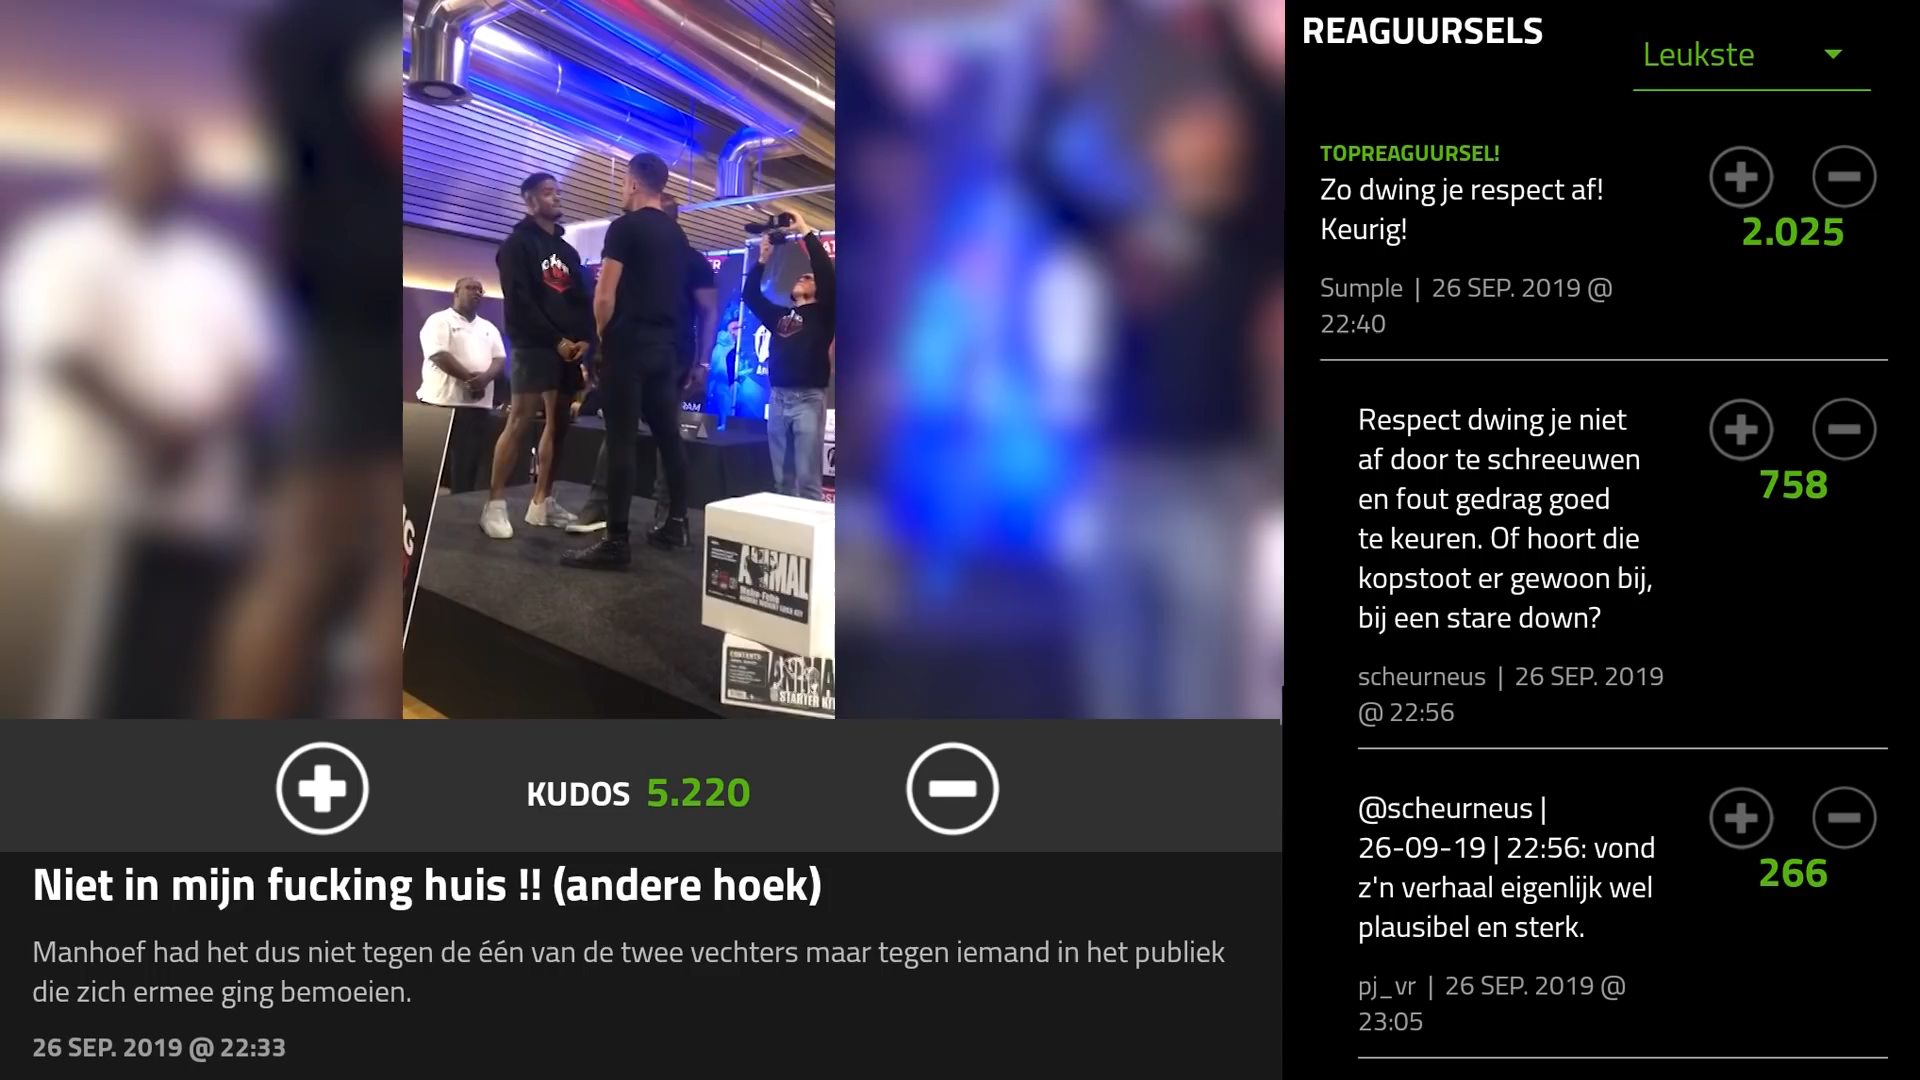 REAGUURSELS
Leukste
TOPREAGUURSEL!
Zo dwing je respect af!
Keurig!
2.025
Sumple | 26 SEP. 2019 @
22:40
Respect dwing je niet
af door te schreeuwen
en fout gedrag goed
te keuren. Of hoort die
kopstoot er gewoon bij,
bij een stare down?
758
scheurneus | 26 SEP. 2019
@ 22:56
@scheurneus |
26-09-19 | 22:56: vond
z'n verhaal eigenlijk wel
plausibel en sterk.
266
pj_vr | 26 SEP. 2019 @
23:05
ANIMAL
CONTENTS:
STARTER KIT
KUDOS 5.220
Niet in mijn fucking huis !! (andere hoek)
Manhoef had het dus niet tegen de één van de twee vechters maar tegen iemand in het publiek
die zich ermee ging bemoeien.
26 SEP. 2019 @ 22:33